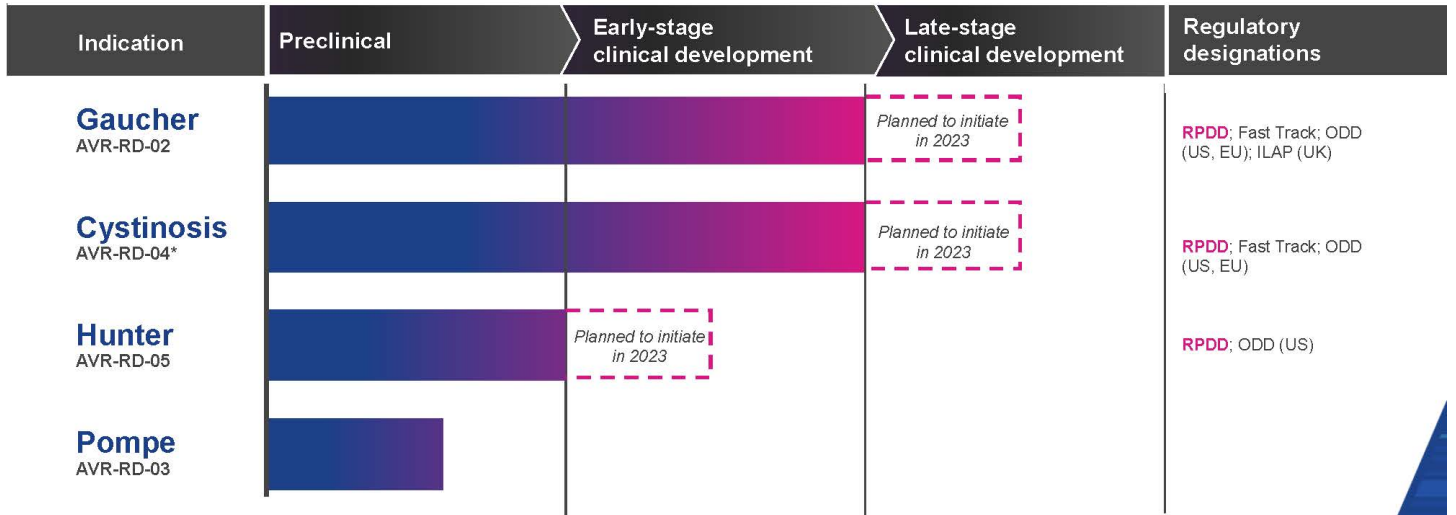 Indication
Preclinical
Early-stage
clinical development
Late-stage
clinical development
Regulatory
designations
Gaucher
AVR-RD-02
Planned to initiate
in 2023
RPDD; Fast Track; ODD
(US, EU); ILAP (UK)
Cystinosis
AVR-RD-04*
Planned to initiate
in 2023
RPDD; Fast Track; ODD
(US, EU)
Hunter
AVR-RD-05
Planned to initiate
in 2023
RPDD; ODD (US)
Pompe
AVR-RD-03